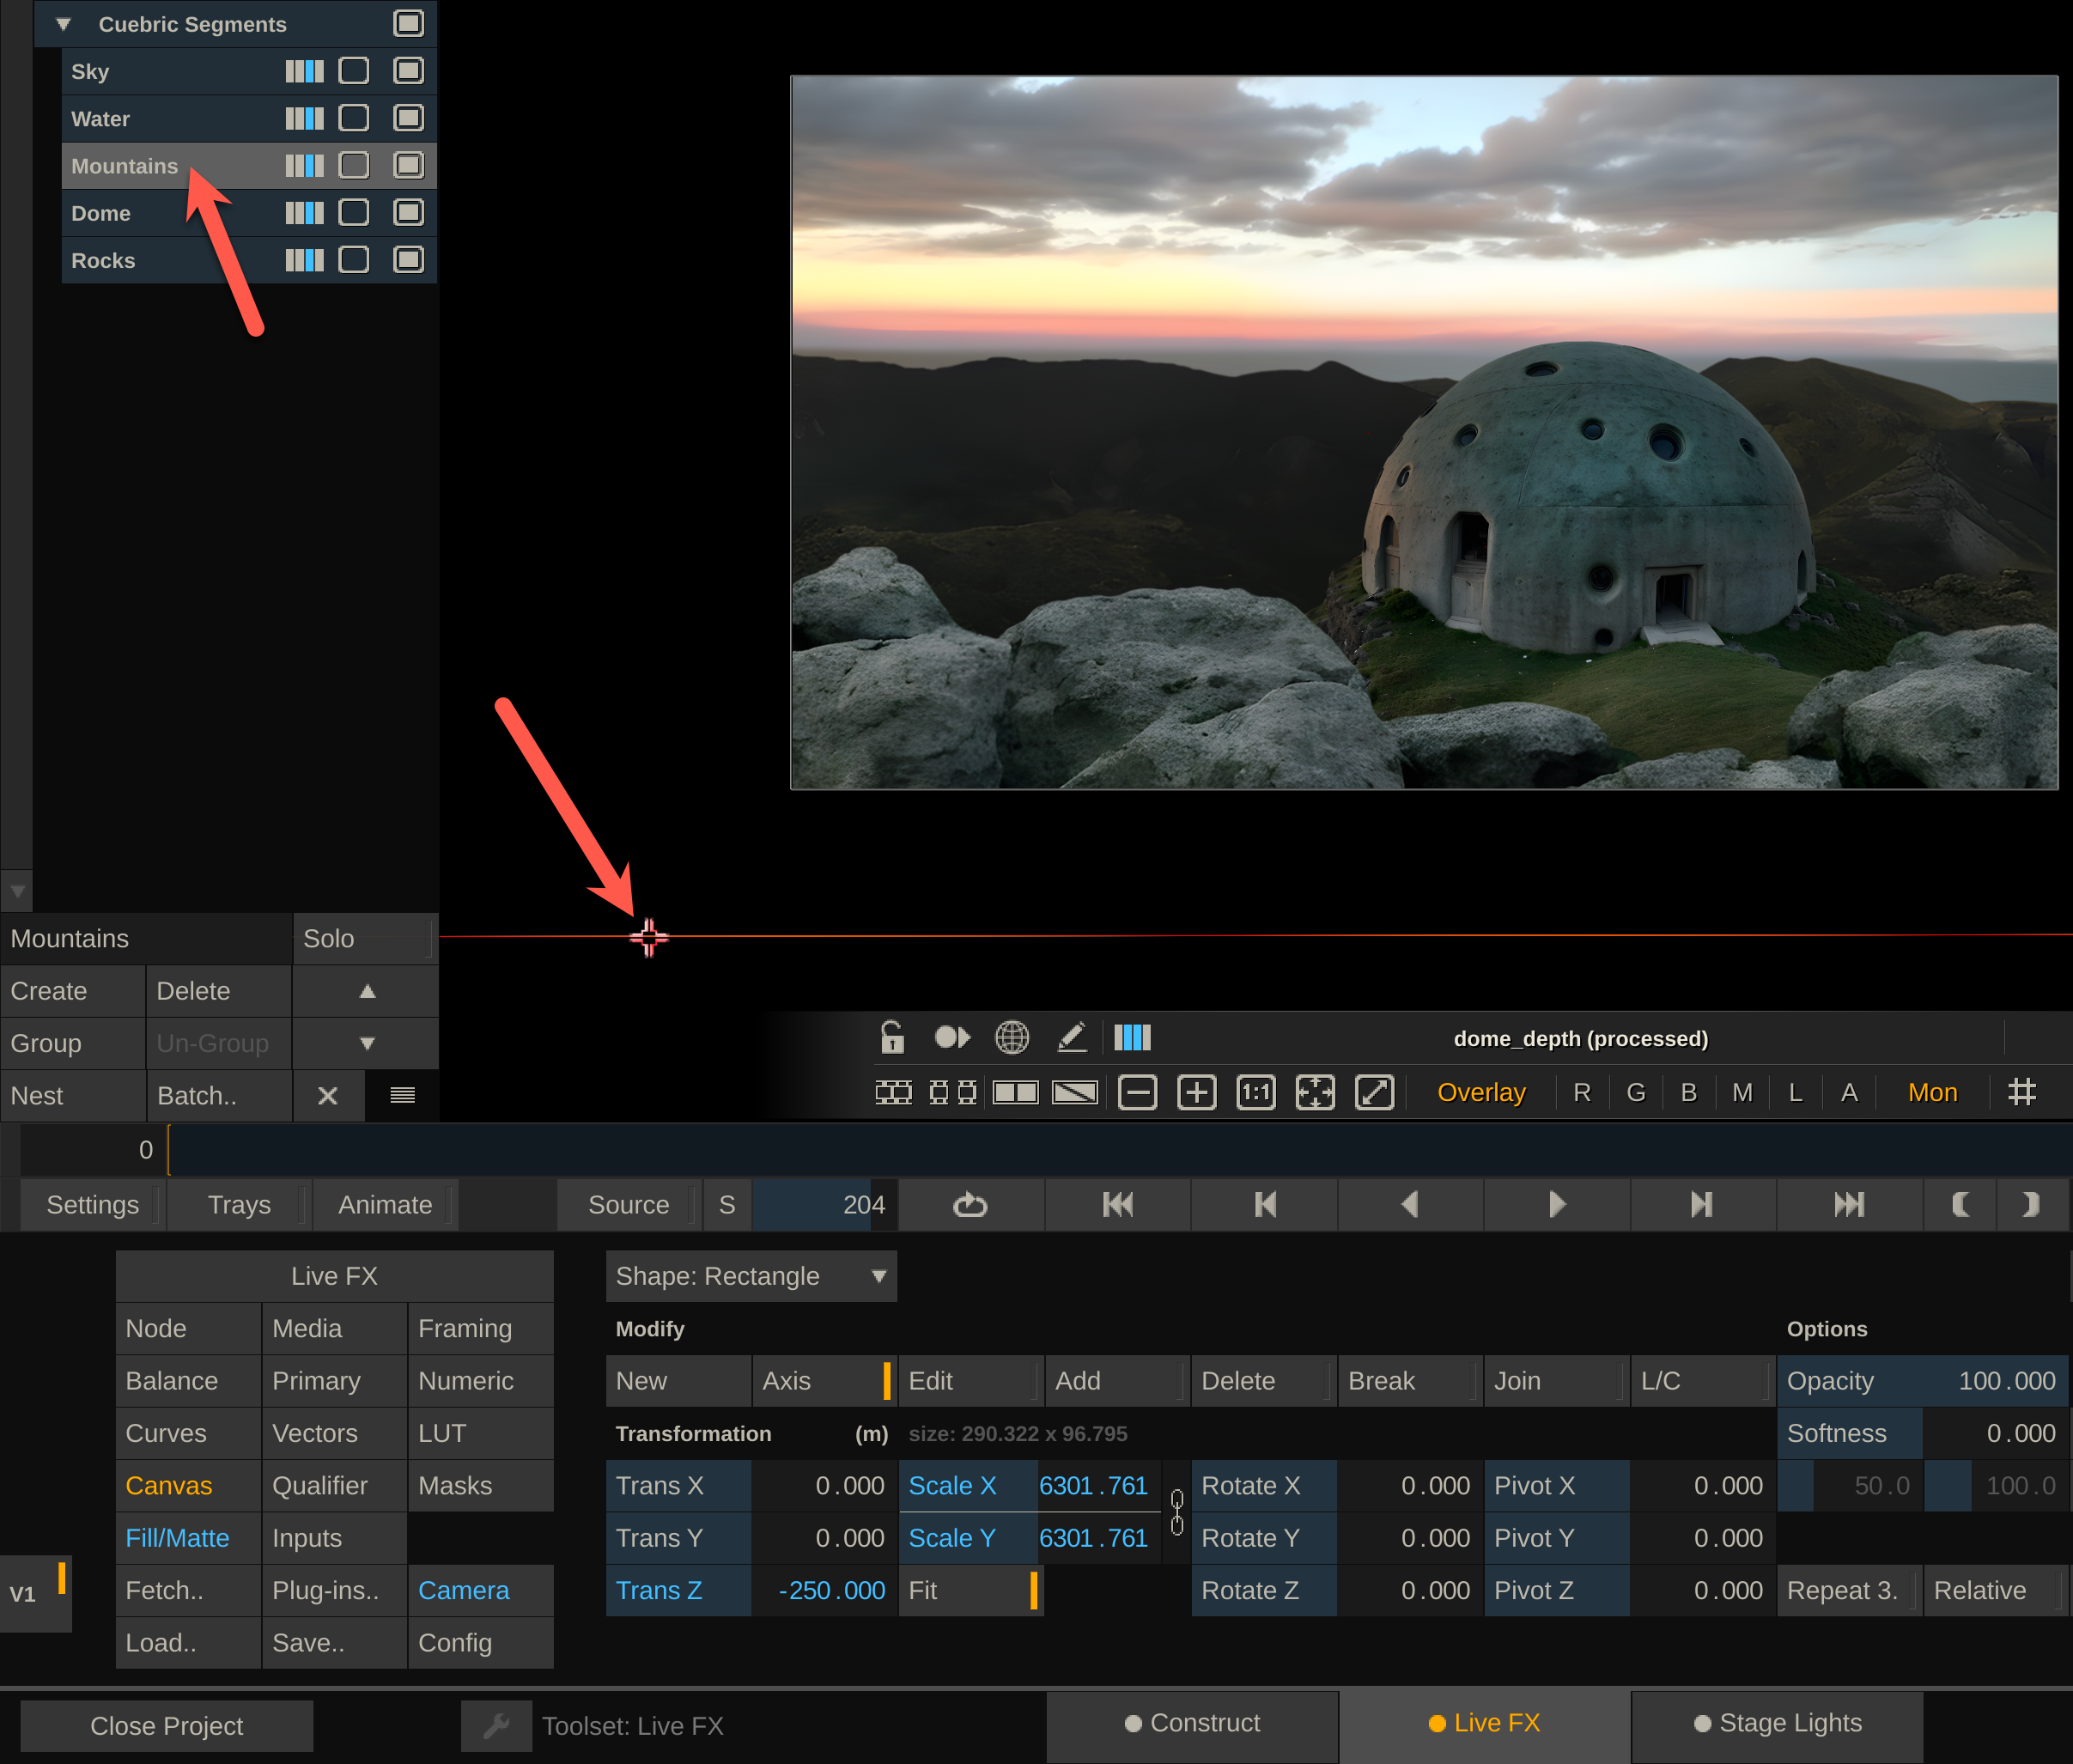 Cuebric Segments
Sky
Water
Mountains
Dome
Rocks
Mountains Solo
Create Delete
Group Un-Group
Nest Batch..
dome_depth (processed)
1:1 Overlay R G B M L A Mon
0
Settings Trays Animate Source S 204
Live FX Shape: Rectangle
Node Media Framing Modify Options
Balance Primary Numeric New Axis Edit Add Delete Break Join L/C Opacity 100.000
Curves Vectors LUT Transformation (m) size: 290.322 x 96.795 Softness 0.000
Canvas Qualifier Masks Trans X 0.000 Scale X 6301.761 Rotate X 0.000 Pivot X 0.000 50.0 100.0
Fill/Matte Inputs Trans Y 0.000 Scale Y 6301.761 Rotate Y 0.000 Pivot Y 0.000
V1 Fetch.. Plug-ins.. Camera Trans Z -250.000 Fit Rotate Z 0.000 Pivot Z 0.000 Repeat 3. Relative
Load.. Save.. Config
Close Project Toolset: Live FX Construct Live FX Stage Lights